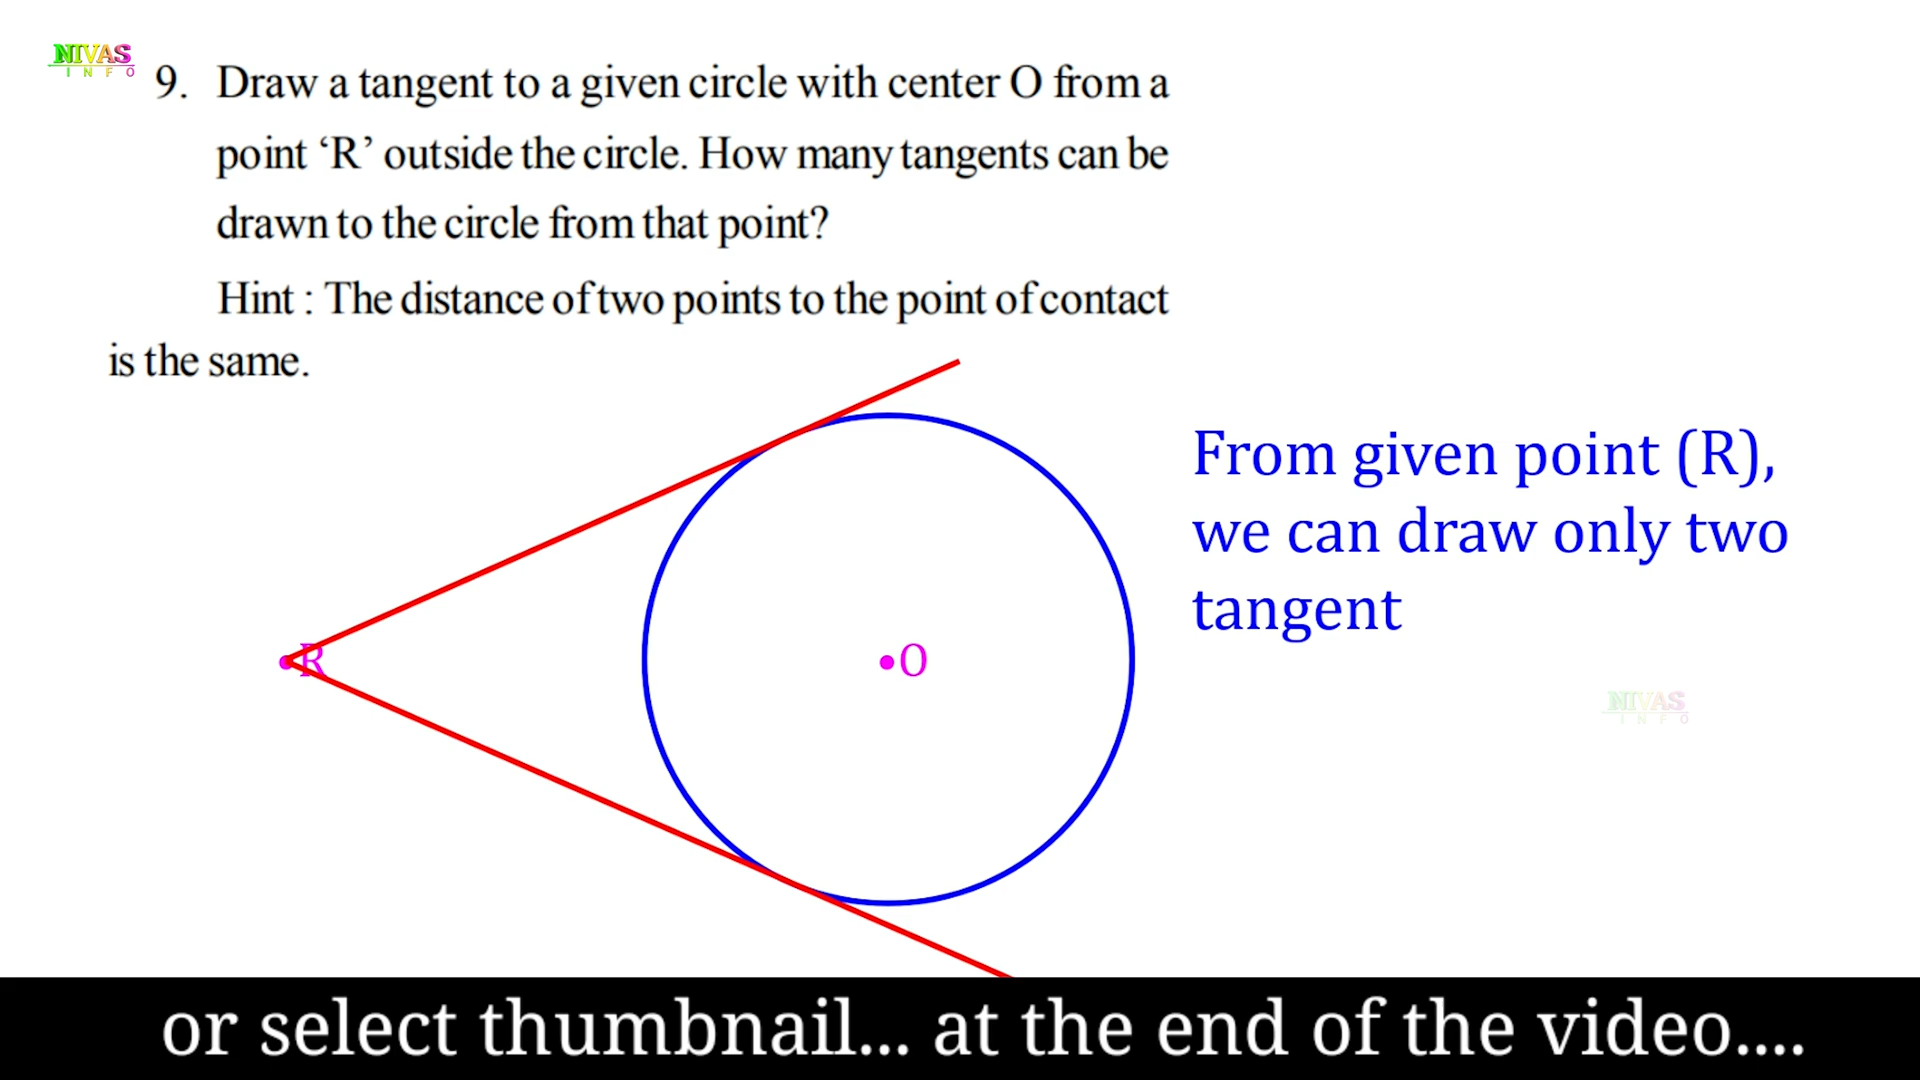 NIVAS
INFO
9. Draw a tangent to a given circle with center O from a
point ‘R’ outside the circle. How many tangents can be
drawn to the circle from that point?
Hint : The distance of two points to the point of contact
is the same.
From given point (R),
we can draw only two
tangent
R
O
NIVAS
INFO
or select thumbnail... at the end of the video....